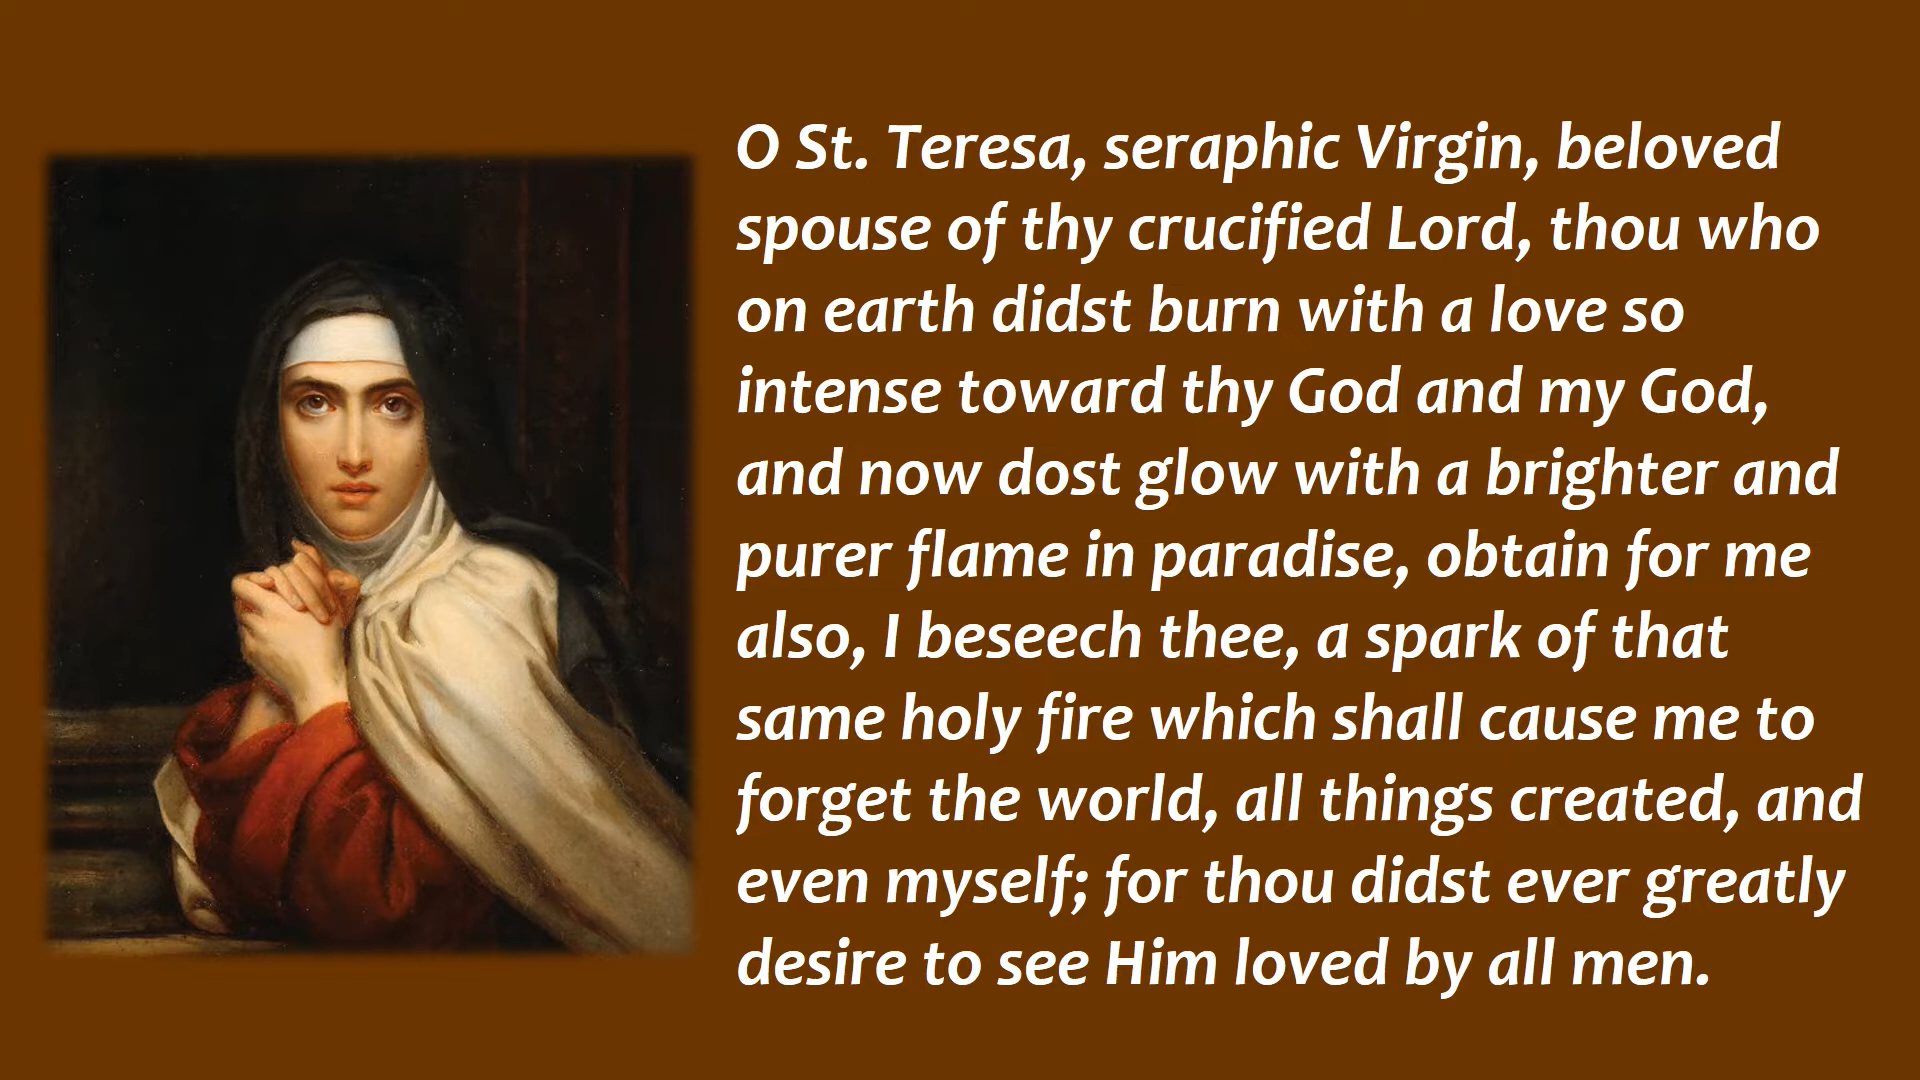 O St. Teresa, seraphic Virgin, beloved
spouse of thy crucified Lord, thou who
on earth didst burn with a love so
intense toward thy God and my God,
and now dost glow with a brighter and
purer flame in paradise, obtain for me
also, I beseech thee, a spark of that
same holy fire which shall cause me to
forget the world, all things created, and
even myself; for thou didst ever greatly
desire to see Him loved by all men.